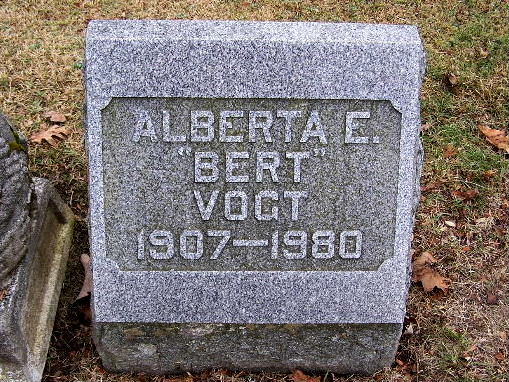 ALBERTA E.
"BERT"
VOGT
1907—1980